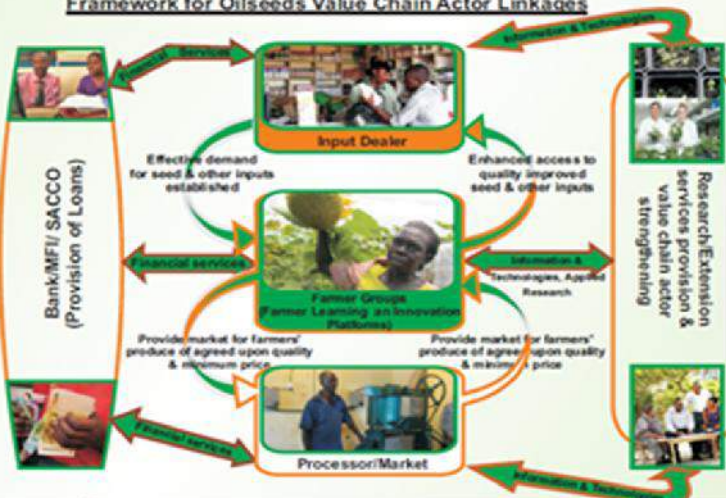 Framework for Oilseeds Value Chain Actor Linkages
Information & Technologies
Financial Services
Input Dealer
Effective demand
for seed & other inputs
established
Enhanced access to
quality improved
seed & other inputs
Bank/MFI/ SACCO
(Provision of Loans)
Research/Extension
services provision &
value chain actor
strengthening
Financial services
Information &
Technologies, Applied
Research
Farmer Groups
(Farmer Learning an Innovation
Platforms)
Provide market for farmers'
produce of agreed upon quality
& minimum price
Provide market for farmers'
produce of agreed upon quality
& minimum price
Financial services
Processor/Market
Information &